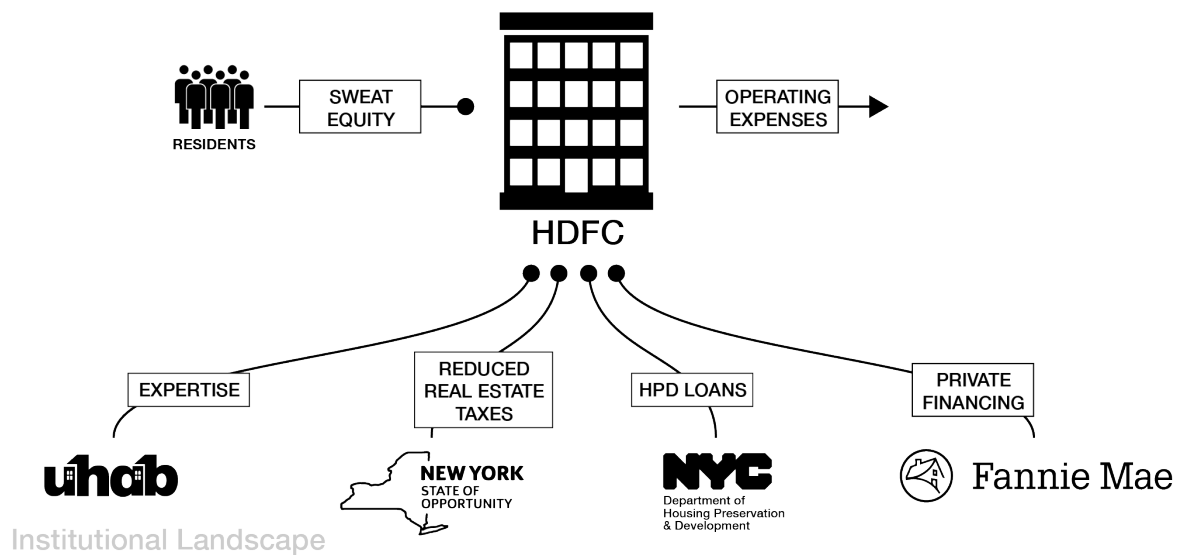 SWEAT
EQUITY
RESIDENTS
OPERATING
EXPENSES
HDFC
EXPERTISE
REDUCED
REAL ESTATE
TAXES
HPD LOANS
PRIVATE
FINANCING
uhab
NEW YORK
STATE OF
OPPORTUNITY
NYC
Department of
Housing Preservation
& Development
Fannie Mae
Institutional Landscape